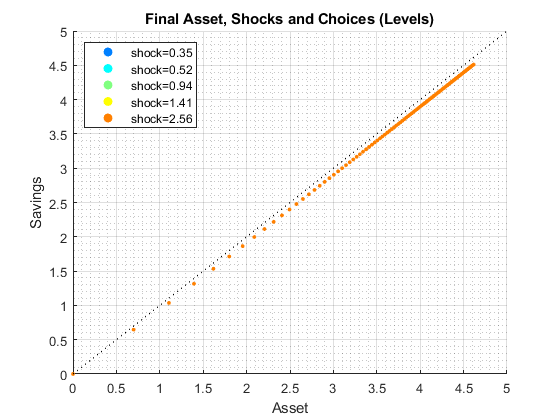 Final Asset, Shocks and Choices (Levels)
5
4.5
4
3.5
3
2.5
2
1.5
1
0.5
0
Savings
shock=0.35
shock=0.52
shock=0.94
shock=1.41
shock=2.56
0 0.5 1 1.5 2 2.5 3 3.5 4 4.5 5
Asset